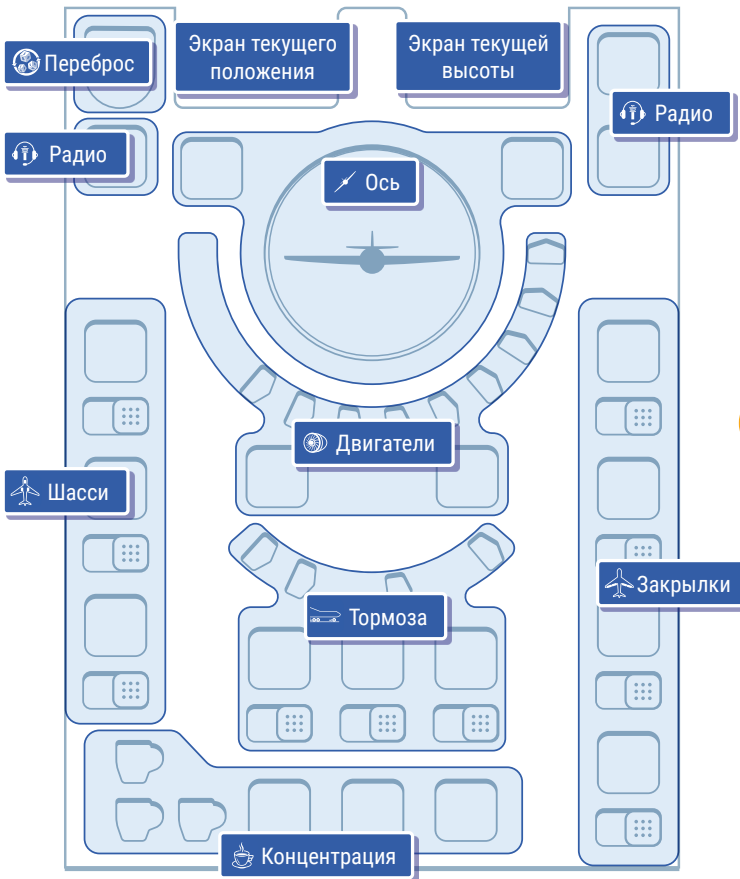 Переброс
Экран текущего
положения
Экран текущей
высоты
Радио
Радио
Ось
Двигатели
Шасси
Закрылки
Тормоза
Концентрация